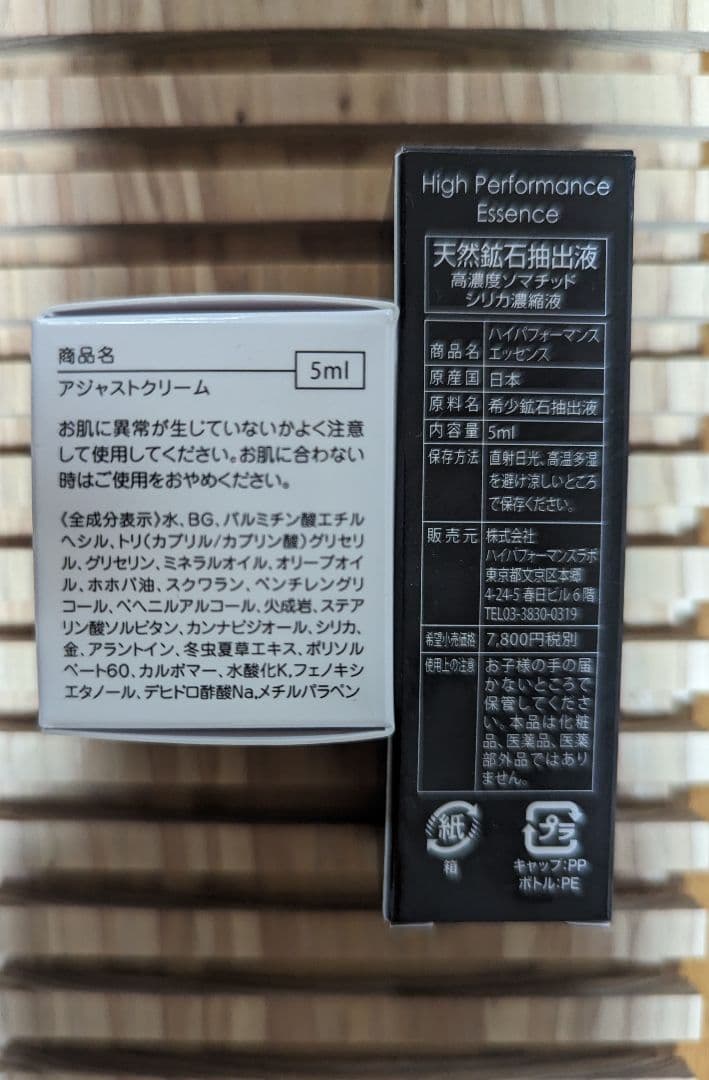 商品名
5ml
アジャストクリーム
お肌に異常が生じていないかよく注意
して使用してください。お肌に合わない
時はご使用をおやめください。
《全成分表示》水、BG、パルミチン酸エチル
ヘシル、トリ(カプリル/カプリン酸)グリセリ
ル、グリセリン、ミネラルオイル、オリーブオイ
ル、ホホバ油、スクワラン、ペンチレングリ
コール、ベヘニルアルコール、火成岩、ステア
リン酸ソルビタン、カンナビジオール、シリカ、
金、アラントイン、冬虫夏草エキス、ポリソル
ベート60、カルボマー、水酸化K、フェノキシ
エタノール、デヒドロ酢酸Na、メチルパラベン
High Performance
Essence
天然鉱石抽出液
高濃度ソマチッド
シリカ濃縮液
商品名 ハイパフォーマンス
エッセンス
原産国 日本
原料名 希少鉱石抽出液
内容量 5ml
保存方法 直射日光、高温多湿
を避け涼しいところ
で保存ください。
販売元 株式会社
ハイパフォーマンスラボ
東京都文京区本郷
4-24-5 春日ビル6階
TEL03-3830-0319
希望小売価格 7,800円税別
使用上の注意 お子様の手の届
かないところで
保管してくださ
い。本品は化粧
品、医薬品、医薬
部外品ではあり
ません。
紙
箱
プラ
キャップ:PP
ボトル:PE